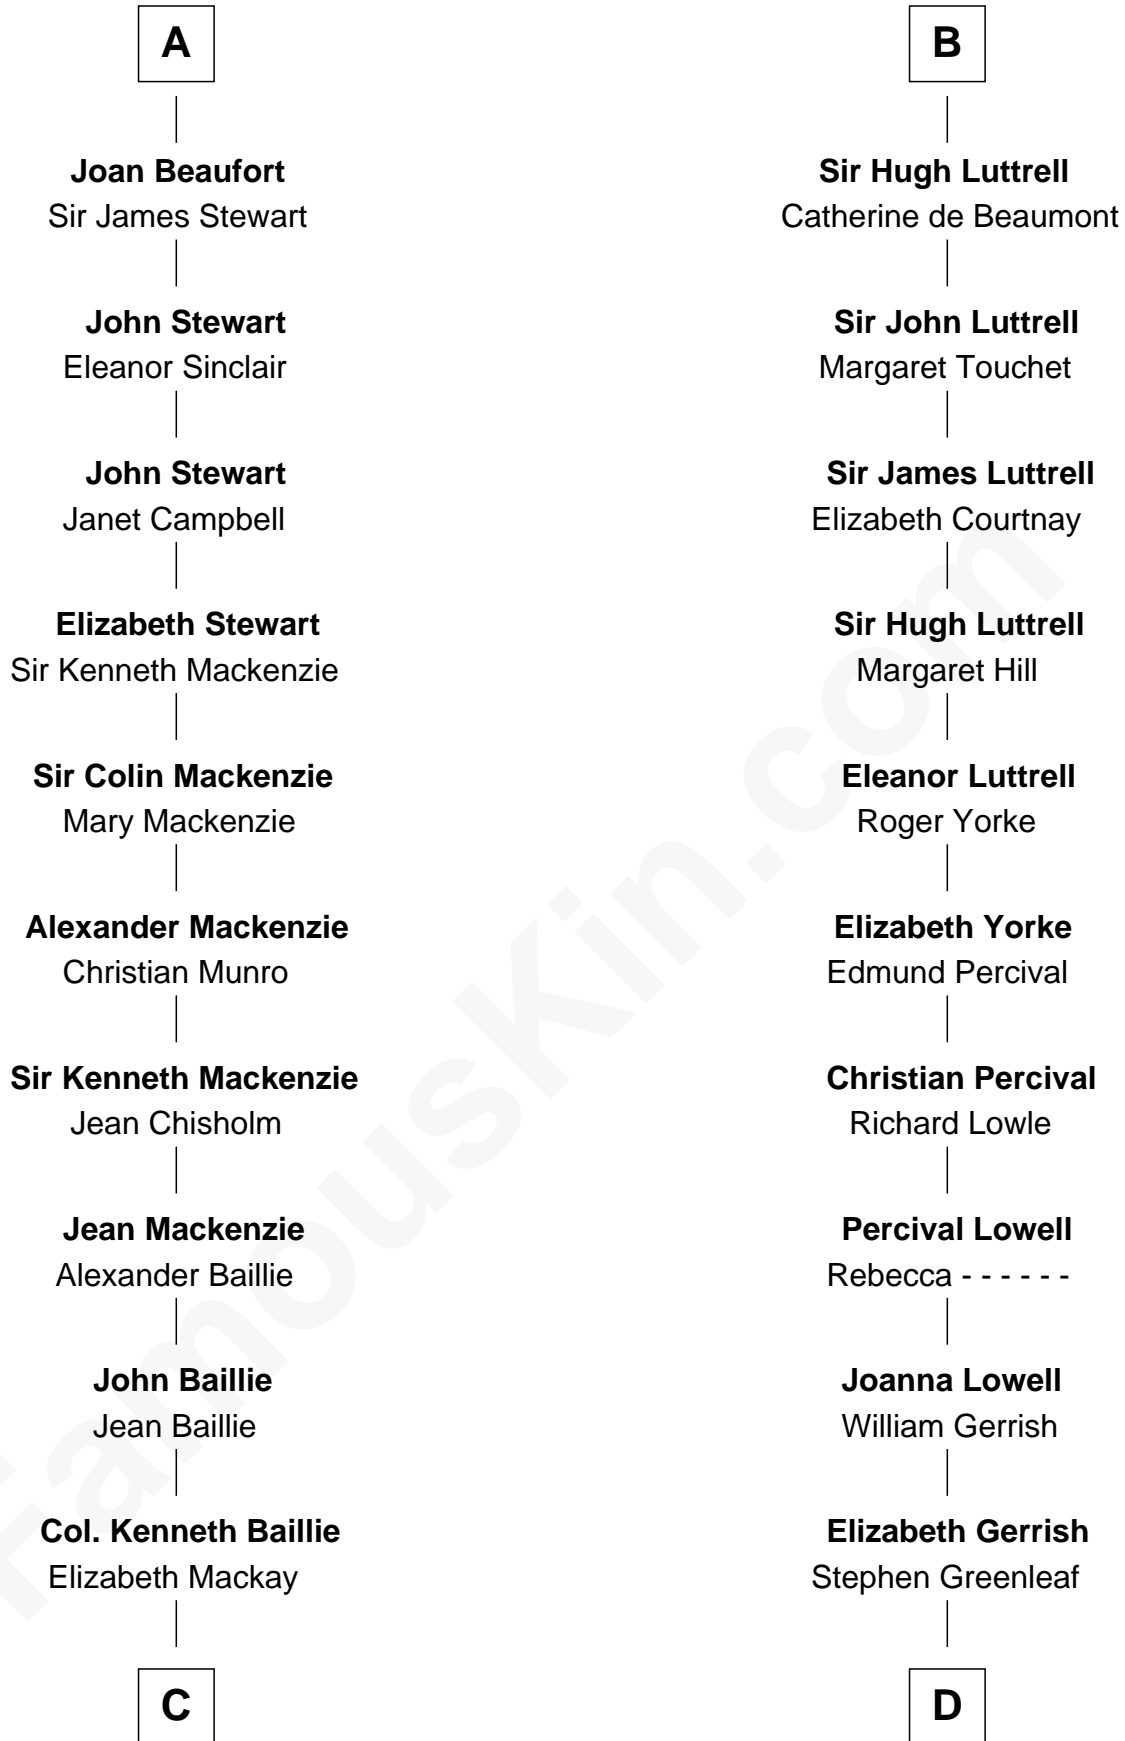 A
Joan Beaufort
Sir James Stewart
John Stewart
Eleanor Sinclair
John Stewart
Janet Campbell
Elizabeth Stewart
Sir Kenneth Mackenzie
Sir Colin Mackenzie
Mary Mackenzie
Alexander Mackenzie
Christian Munro
Sir Kenneth Mackenzie
Jean Chisholm
Jean Mackenzie
Alexander Baillie
John Baillie
Jean Baillie
Col. Kenneth Baillie
Elizabeth Mackay
C
B
Sir Hugh Luttrell
Catherine de Beaumont
Sir John Luttrell
Margaret Touchet
Sir James Luttrell
Elizabeth Courtnay
Sir Hugh Luttrell
Margaret Hill
Eleanor Luttrell
Roger Yorke
Elizabeth Yorke
Edmund Percival
Christian Percival
Richard Lowle
Percival Lowell
Rebecca - - - - - -
Joanna Lowell
William Gerrish
Elizabeth Gerrish
Stephen Greenleaf
D
FamousKin.com